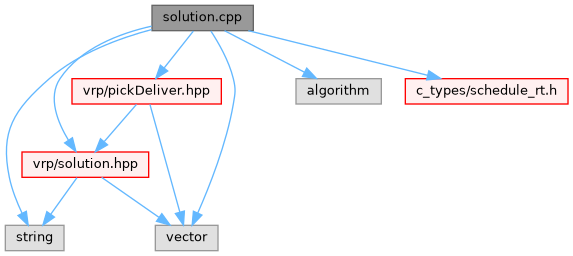 solution.cpp
vrp/pickDeliver.hpp
algorithm
c_types/schedule_rt.h
vrp/solution.hpp
string
vector